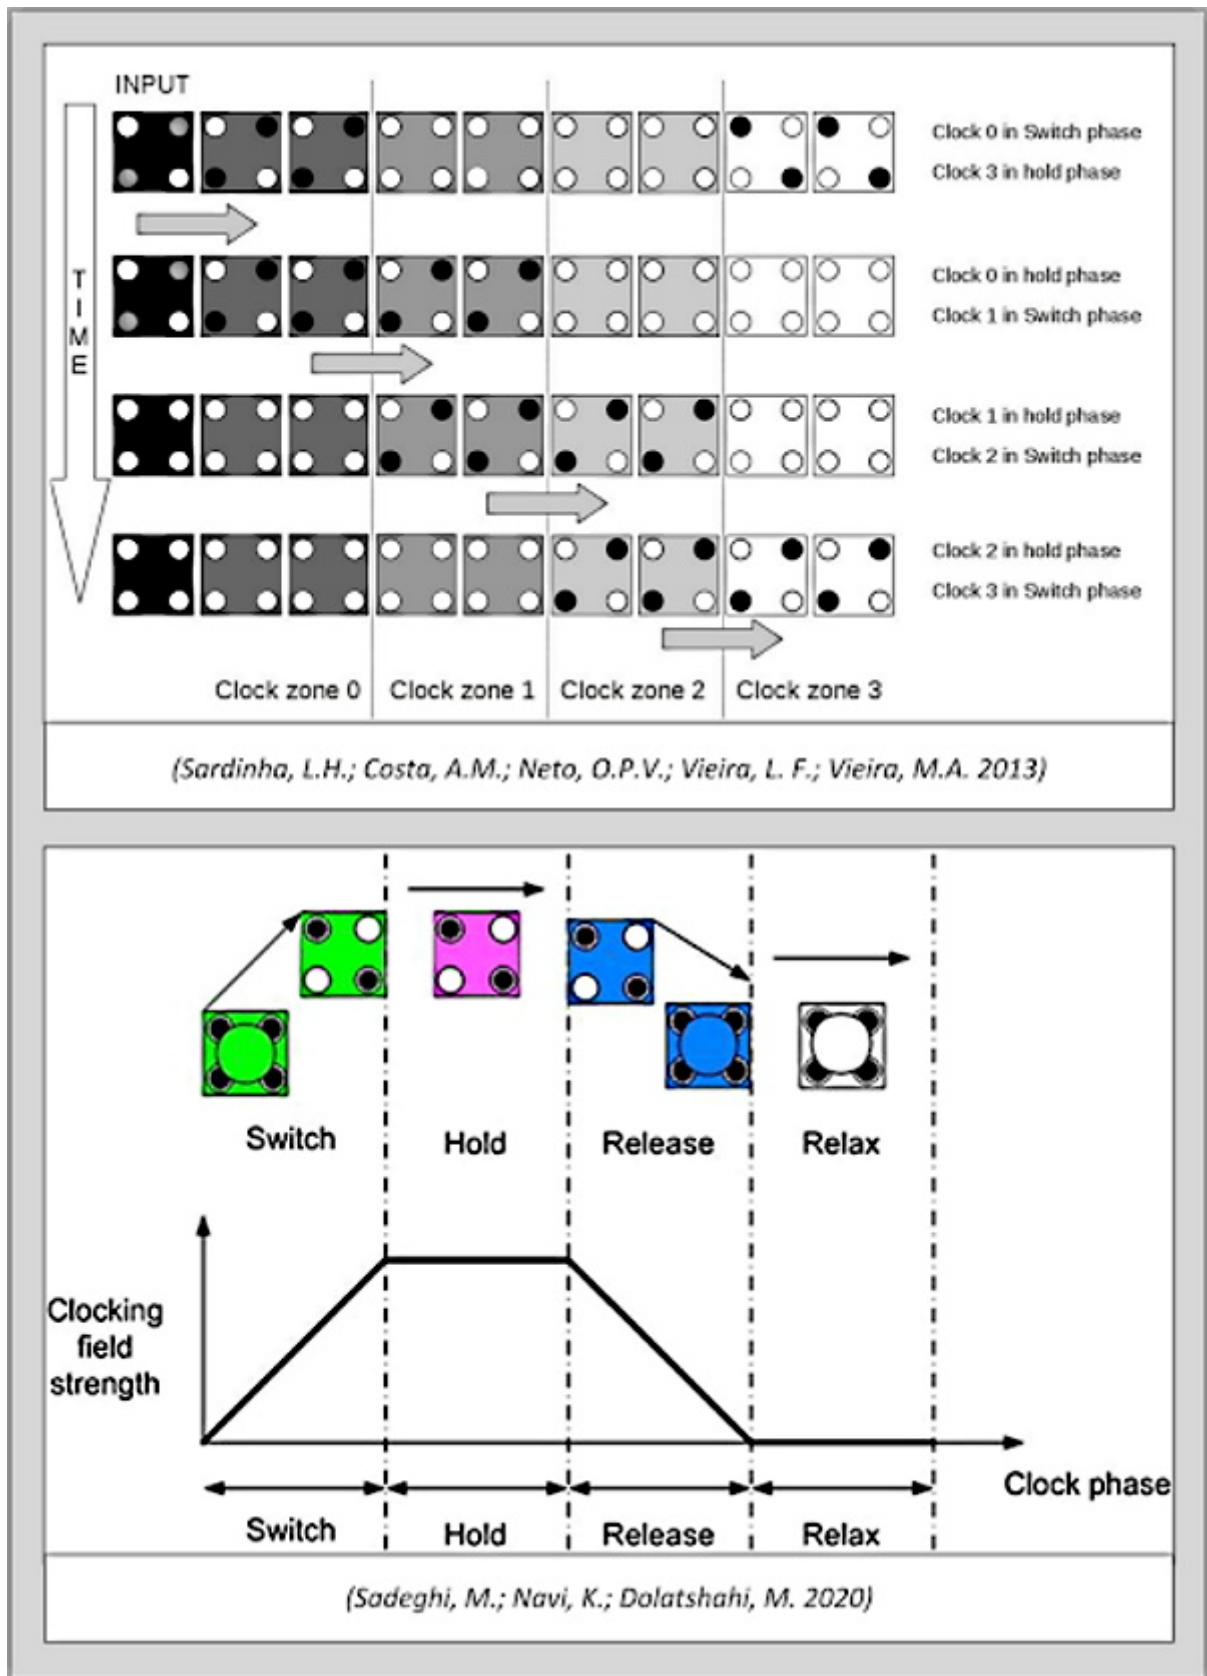 INPUT
Clock 0 in Switch phase
Clock 3 in hold phase
TIME
Clock 0 in hold phase
Clock 1 in Switch phase
Clock 1 in hold phase
Clock 2 in Switch phase
Clock 2 in hold phase
Clock 3 in Switch phase
Clock zone 0
Clock zone 1
Clock zone 2
Clock zone 3
(Sardinha, L.H.; Costa, A.M.; Neto, O.P.V.; Vieira, L. F.; Vieira, M.A. 2013)
Switch
Hold
Release
Relax
Clocking
field
strength
Clock phase
Switch
Hold
Release
Relax
(Sadeghi, M.; Navi, K.; Dolatshahi, M. 2020)